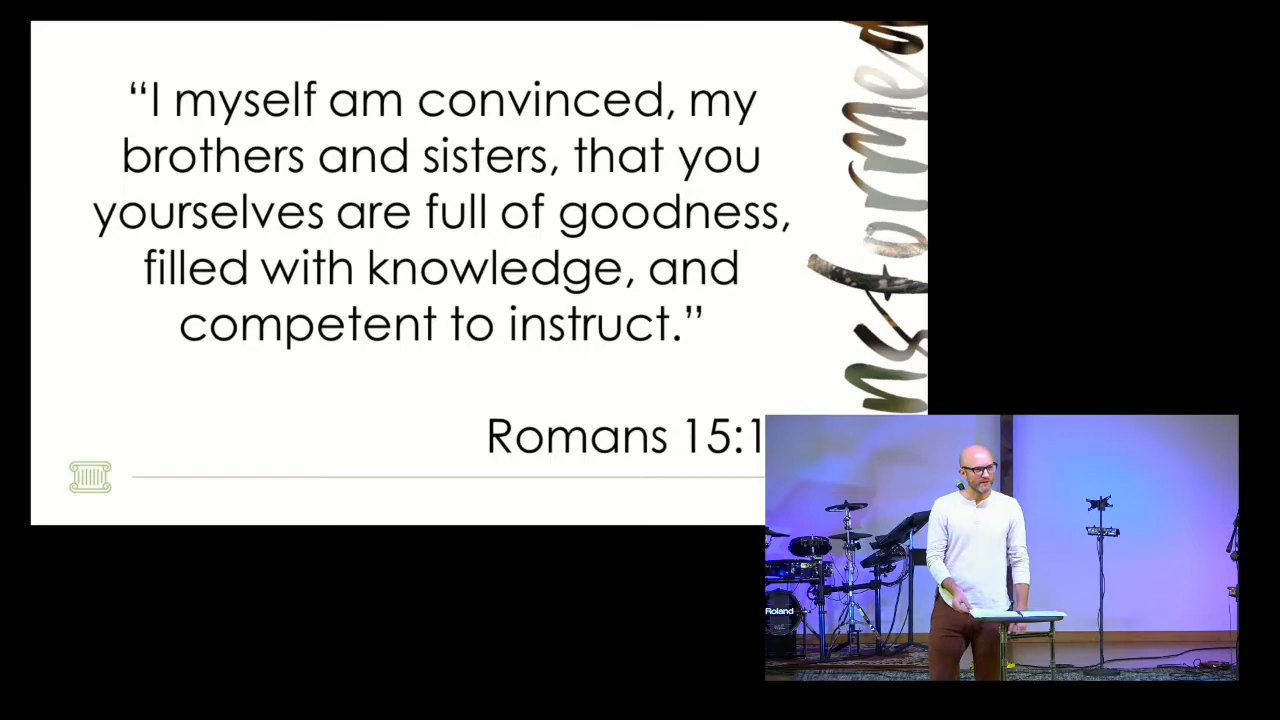 “I myself am convinced, my
brothers and sisters, that you
yourselves are full of goodness,
filled with knowledge, and
competent to instruct.”
Romans 15:1
nsformed
Roland